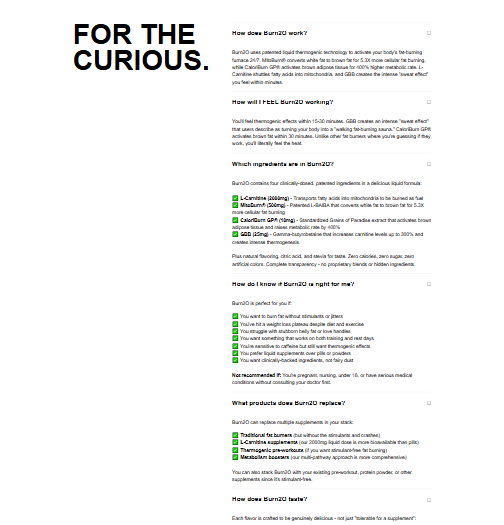 FOR THE
CURIOUS.
How does Burn2O work?
Burn2O uses patented liquid thermogenic technology to activate your body's fat-burning
furnace 24/7. MitoBurn® converts white fat to brown fat for 5.3X more cellular fat burning,
while CaloriBurn GP® activates brown adipose tissue for 400% higher metabolic rate. L-
Carnitine shuttles fatty acids into mitochondria, and GBB creates the intense "sweat effect"
you feel within minutes.
How will I FEEL Burn2O working?
You'll feel thermogenic effects within 15-30 minutes. GBB creates an intense "sweat effect"
that users describe as turning your body into a "walking fat-burning sauna." CaloriBurn GP®
activates brown fat within 30 minutes. Unlike other fat burners where you're guessing if they
work, you'll literally feel the heat.
Which ingredients are in Burn2O?
Burn2O contains four clinically-dosed, patented ingredients in a delicious liquid formula:
✅ L-Carnitine (2000mg) - Transports fatty acids into mitochondria to be burned as fuel
✅ MitoBurn® (500mg) - Patented L-BAIBA that converts white fat to brown fat for 5.3X
more cellular fat burning
✅ CaloriBurn GP® (10mg) - Standardized Grains of Paradise extract that activates brown
adipose tissue and raises metabolic rate by 400%
✅ GBB (25mg) - Gamma-butyrobetaine that increases carnitine levels up to 300% and
creates intense thermogenesis
Plus natural flavoring, citric acid, and stevia for taste. Zero calories, zero sugar, zero
artificial colors. Complete transparency - no proprietary blends or hidden ingredients.
How do I know if Burn2O is right for me?
Burn2O is perfect for you if:
✅ You want to burn fat without stimulants or jitters
✅ You've hit a weight loss plateau despite diet and exercise
✅ You struggle with stubborn belly fat or love handles
✅ You want something that works on both training and rest days
✅ You're sensitive to caffeine but still want thermogenic effects
✅ You prefer liquid supplements over pills or powders
✅ You want clinically-backed ingredients, not fairy dust
Not recommended if: You're pregnant, nursing, under 18, or have serious medical
conditions without consulting your doctor first.
What products does Burn2O replace?
Burn2O can replace multiple supplements in your stack:
✅ Traditional fat burners (but without the stimulants and crashes)
✅ L-Carnitine supplements (our 2000mg liquid dose is more bioavailable than pills)
✅ Thermogenic pre-workouts (if you want stimulant-free fat burning)
✅ Metabolism boosters (our multi-pathway approach is more comprehensive)
You can also stack Burn2O with your existing pre-workout, protein powder, or other
supplements since it's stimulant-free.
How does Burn2O taste?
Each flavor is crafted to be genuinely delicious - not just "tolerable for a supplement":